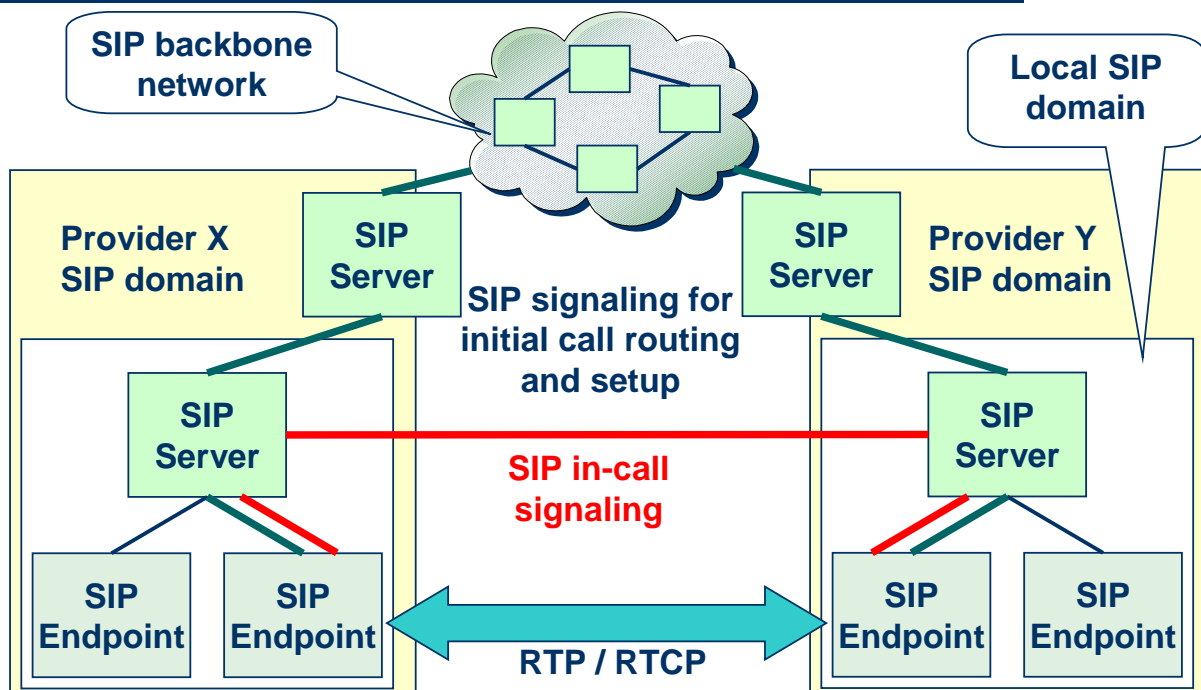 SIP backbone
network
Local SIP
domain
Provider X
SIP domain
SIP
Server
SIP signaling for
initial call routing
and setup
SIP
Server
Provider Y
SIP domain
SIP
Server
SIP in-call
signaling
SIP
Server
SIP
Endpoint
SIP
Endpoint
RTP / RTCP
SIP
Endpoint
SIP
Endpoint